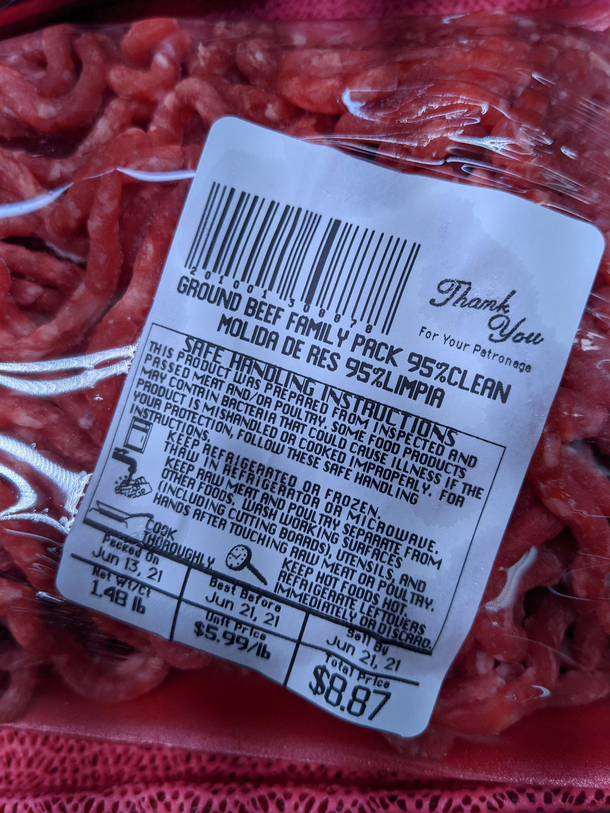 201001 308878
Thank
You
For Your Patronage
GROUND BEEF FAMILY PACK 95%CLEAN
MOLIDA DE RES 95%LIMPIA
SAFE HANDLING INSTRUCTIONS
THIS PRODUCT WAS PREPARED FROM INSPECTED AND
PASSED MEAT AND/OR POULTRY. SOME FOOD PRODUCTS
MAY CONTAIN BACTERIA THAT COULD CAUSE ILLNESS IF THE
PRODUCT IS MISHANDLED OR COOKED IMPROPERLY. FOR
YOUR PROTECTION, FOLLOW THESE SAFE HANDLING
INSTRUCTIONS.
KEEP REFRIGERATED OR FROZEN.
THAW IN REFRIGERATOR OR MICROWAVE.
KEEP RAW MEAT AND POULTRY SEPARATE FROM
OTHER FOODS. WASH WORKING SURFACES
(INCLUDING CUTTING BOARDS), UTENSILS, AND
HANDS AFTER TOUCHING RAW MEAT OR POULTRY.
COOK
THOROUGHLY
KEEP HOT FOODS HOT.
REFRIGERATE LEFTOVERS
IMMEDIATELY OR DISCARD.
Packed On
Jun 13, 21
Best Before
Jun 21, 21
Sell By
Jun 21, 21
Net Wt/Ct
1.48 lb
Unit Price
$5.99/lb
Total Price
$8.87